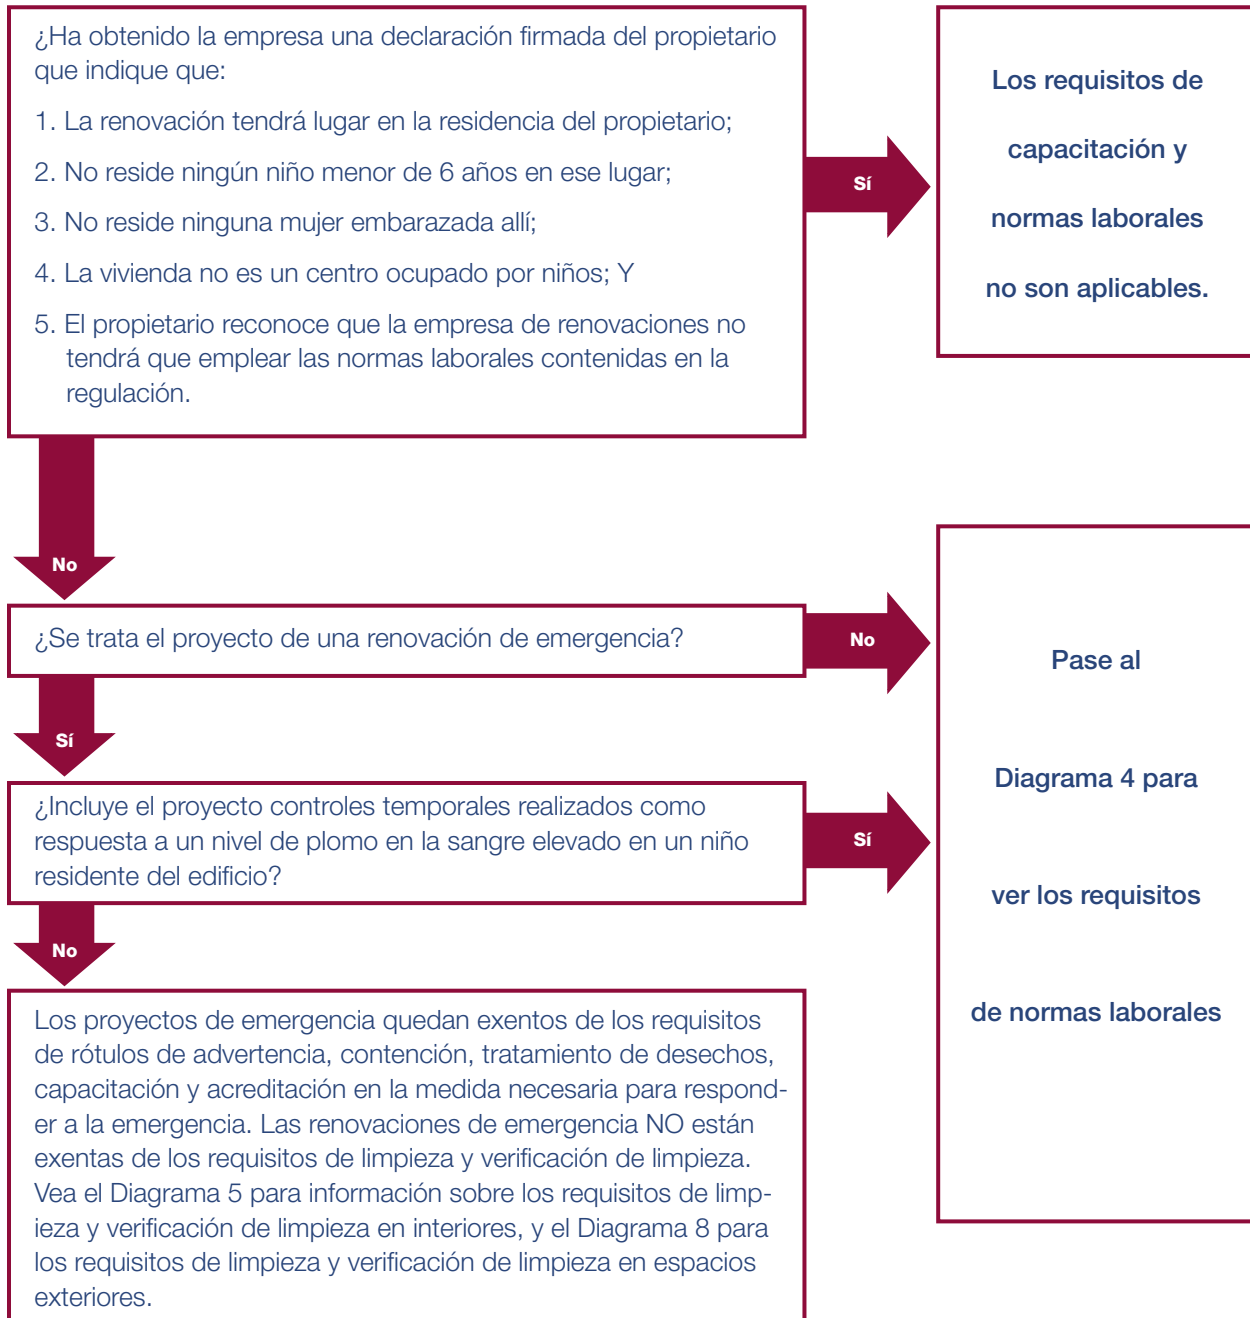 ¿Ha obtenido la empresa una declaración firmada del propietario
que indique que:
1. La renovación tendrá lugar en la residencia del propietario;
2. No reside ningún niño menor de 6 años en ese lugar;
3. No reside ninguna mujer embarazada allí;
4. La vivienda no es un centro ocupado por niños; Y
5. El propietario reconoce que la empresa de renovaciones no
tendrá que emplear las normas laborales contenidas en la
regulación.
Sí
Los requisitos de
capacitación y
normas laborales
no son aplicables.
No
¿Se trata el proyecto de una renovación de emergencia?
No
Pase al
Diagrama 4 para
ver los requisitos
de normas laborales
Sí
¿Incluye el proyecto controles temporales realizados como
respuesta a un nivel de plomo en la sangre elevado en un niño
residente del edificio?
Sí
No
Los proyectos de emergencia quedan exentos de los requisitos
de rótulos de advertencia, contención, tratamiento de desechos,
capacitación y acreditación en la medida necesaria para respond-
er a la emergencia. Las renovaciones de emergencia NO están
exentas de los requisitos de limpieza y verificación de limpieza.
Vea el Diagrama 5 para información sobre los requisitos de limp-
ieza y verificación de limpieza en interiores, y el Diagrama 8 para
los requisitos de limpieza y verificación de limpieza en espacios
exteriores.